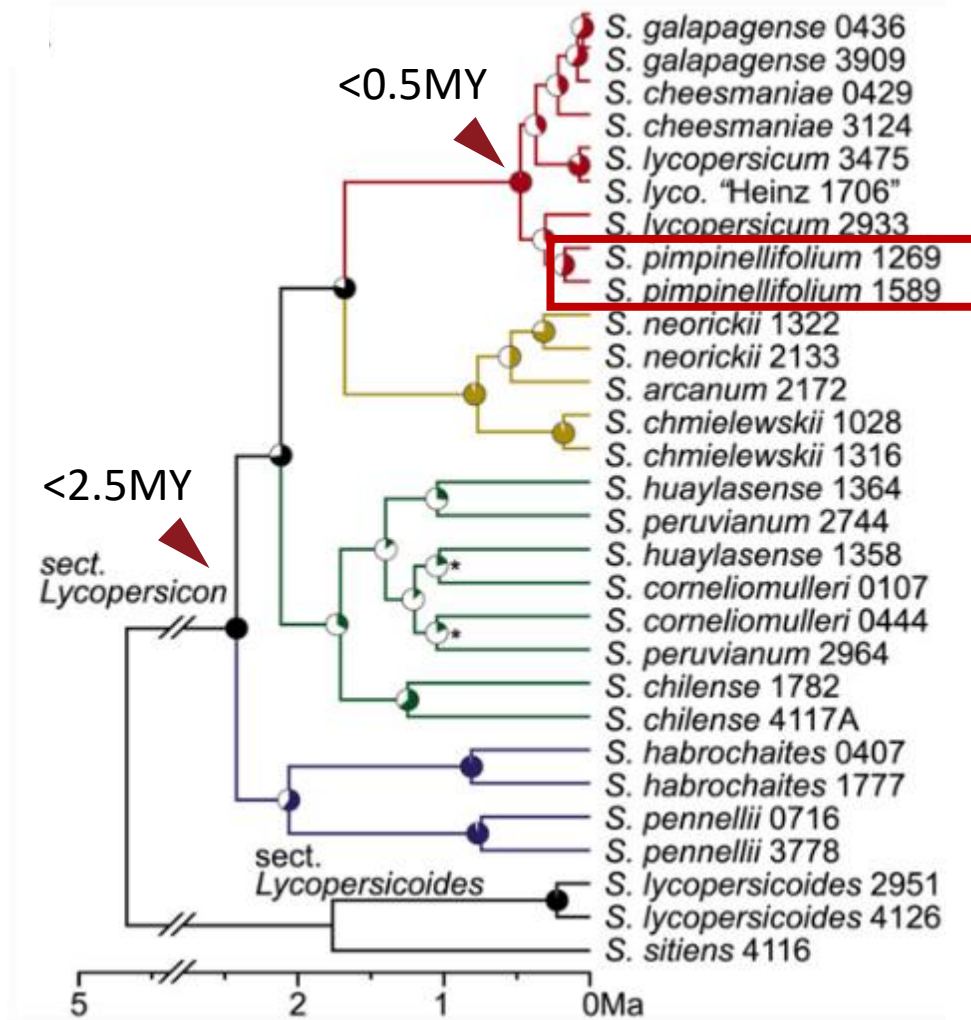 S. galapagense 0436
S. galapagense 3909
<0.5MY
S. cheesmaniae 0429
S. cheesmaniae 3124
S. lycopersicum 3475
S. lyco. “Heinz 1706”
S. lycopersicum 2933
S. pimpinellifolium 1269
S. pimpinellifolium 1589
S. neorickii 1322
S. neorickii 2133
S. arcanum 2172
S. chmielewskii 1028
S. chmielewskii 1316
<2.5MY
S. huaylasense 1364
S. peruvianum 2744
sect.
Lycopersicon
S. huaylasense 1358
*
S. corneliomulleri 0107
S. corneliomulleri 0444
*
S. peruvianum 2964
S. chilense 1782
S. chilense 4117A
S. habrochaites 0407
S. habrochaites 1777
S. pennellii 0716
S. pennellii 3778
sect.
Lycopersicoides
S. lycopersicoides 2951
S. lycopersicoides 4126
S. sitiens 4116
5 2 1 0Ma